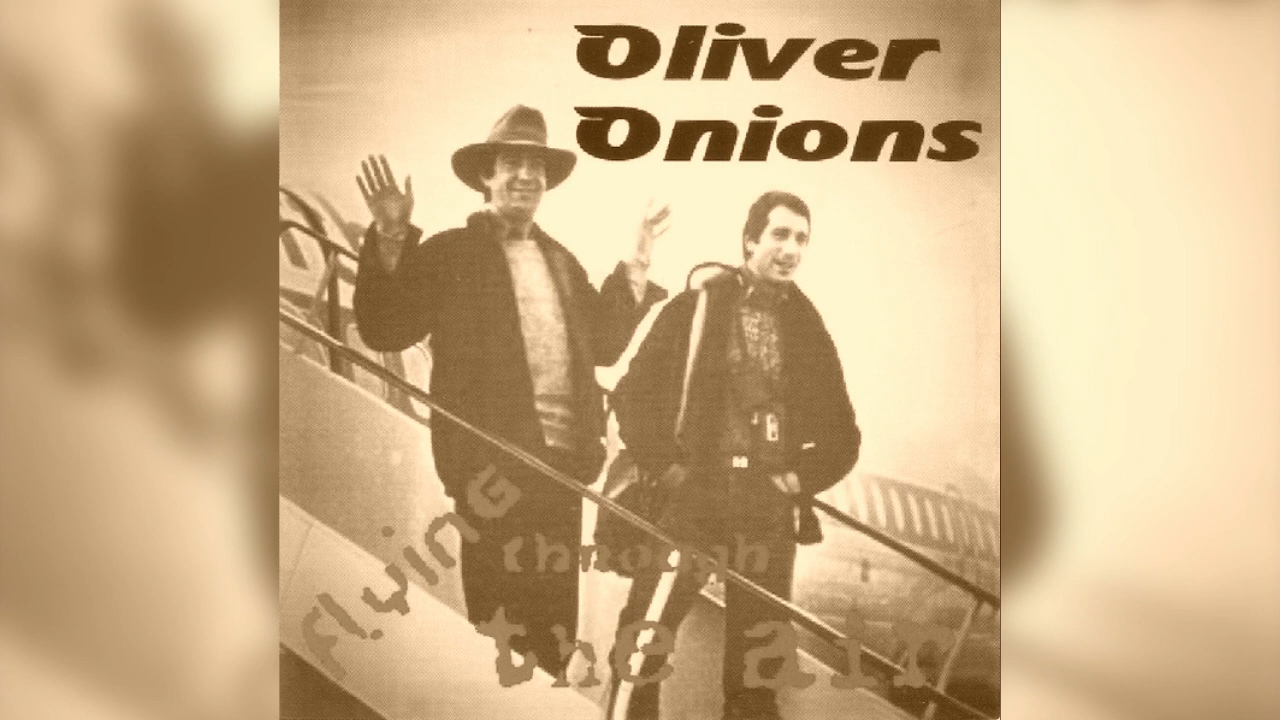 Oliver
Onions
Flying
through
the air